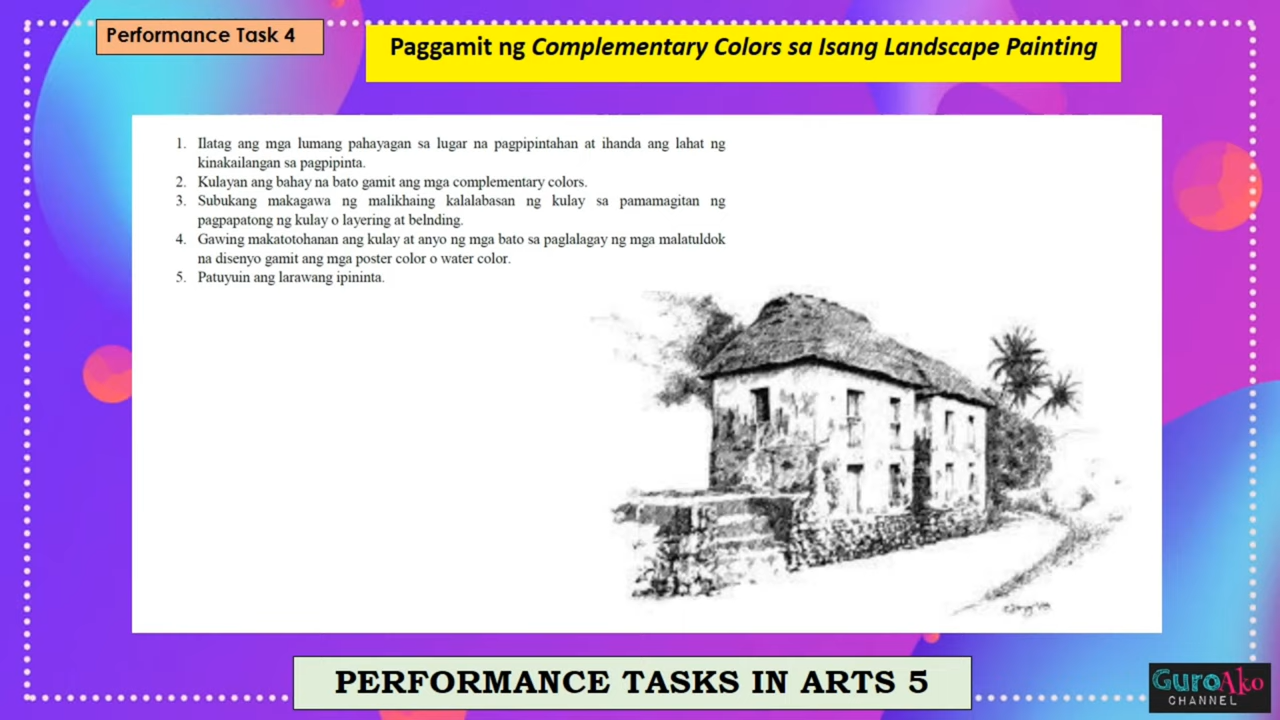 Performance Task 4
Paggamit ng Complementary Colors sa Isang Landscape Painting
1. Ilatag ang mga lumang pahayagan sa lugar na pagpipintahan at ihanda ang lahat ng
kinakailangan sa pagpipinta.
2. Kulayan ang bahay na bato gamit ang mga complementary colors.
3. Subukang makagawa ng malikhaing kalalabasan ng kulay sa pamamagitan ng
pagpapatong ng kulay o layering at belnding.
4. Gawing makatotohanan ang kulay at anyo ng mga bato sa paglalagay ng mga malatuldok
na disenyo gamit ang mga poster color o water color.
5. Patuyuin ang larawang ipininta.
PERFORMANCE TASKS IN ARTS 5
GuroAko
CHANNEL